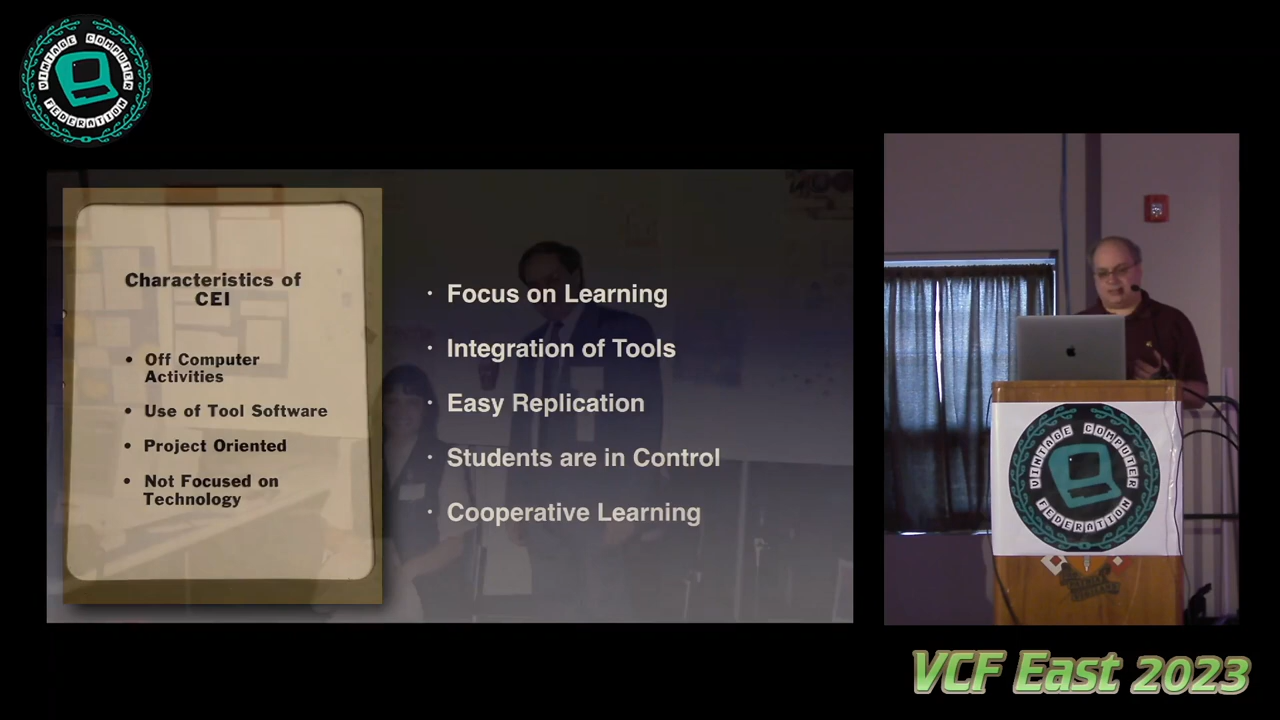 VINTAGE COMPUTER
FEDERATION
Characteristics of
CEI
• Off Computer
Activities
• Use of Tool Software
• Project Oriented
• Not Focused on
Technology
· Focus on Learning
· Integration of Tools
· Easy Replication
· Students are in Control
· Cooperative Learning
VINTAGE COMPUTER
FEDERATION
VCF East 2023